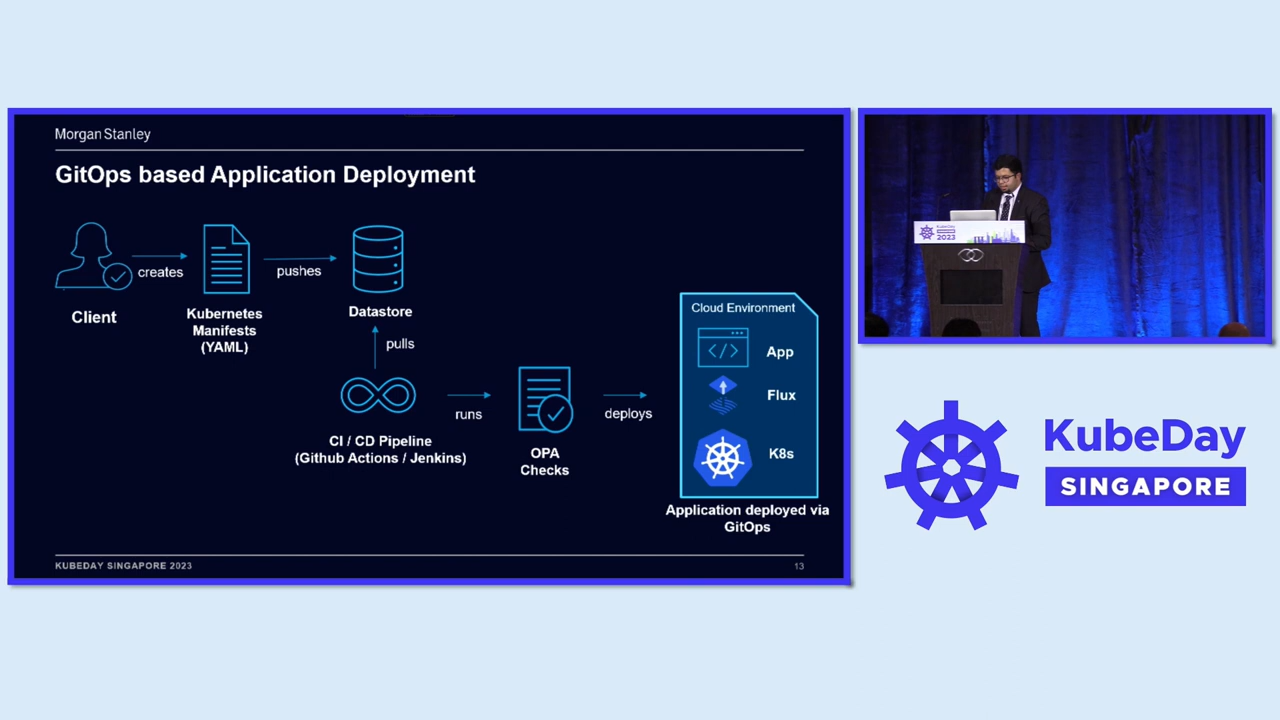 Morgan Stanley
GitOps based Application Deployment
creates
pushes
Client
Kubernetes
Manifests
(YAML)
Datastore
pulls
CI / CD Pipeline
(Github Actions / Jenkins)
runs
OPA
Checks
deploys
Cloud Environment
App
Flux
K8s
Application deployed via
GitOps
KUBEDAY SINGAPORE 2023
13
KubeDay
2023
KubeDay
SINGAPORE